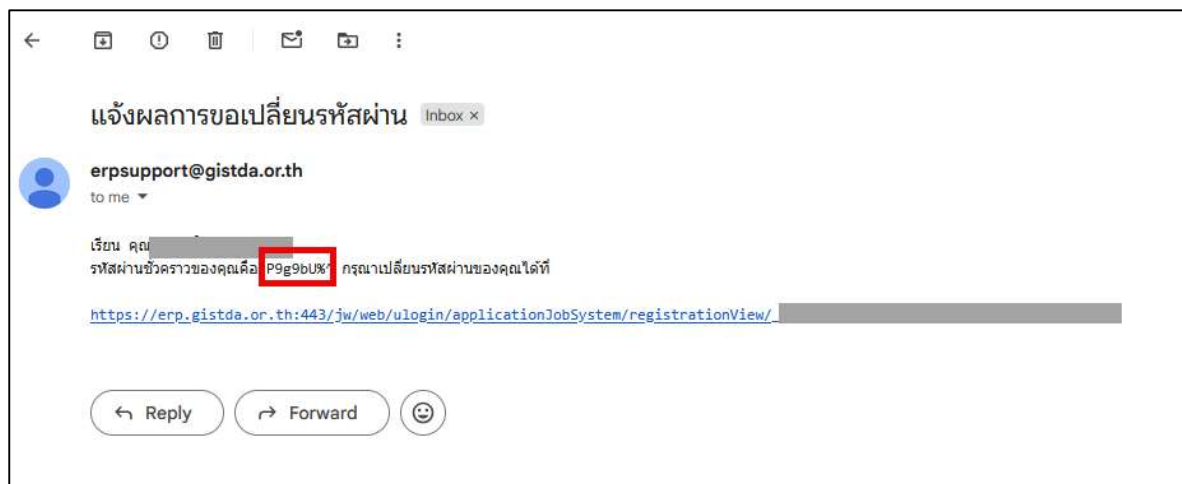 แจ้งผลการขอเปลี่ยนรหัสผ่าน Inbox ×
erpsupport@gistda.or.th
to me
เรียน คุณ
รหัสผ่านชั่วคราวของคุณคือ P9g9bU%^ กรุณาเปลี่ยนรหัสผ่านของคุณได้ที่
https://erp.gistda.or.th:443/jw/web/ulogin/applicationJobSystem/registrationView/_
Reply Forward